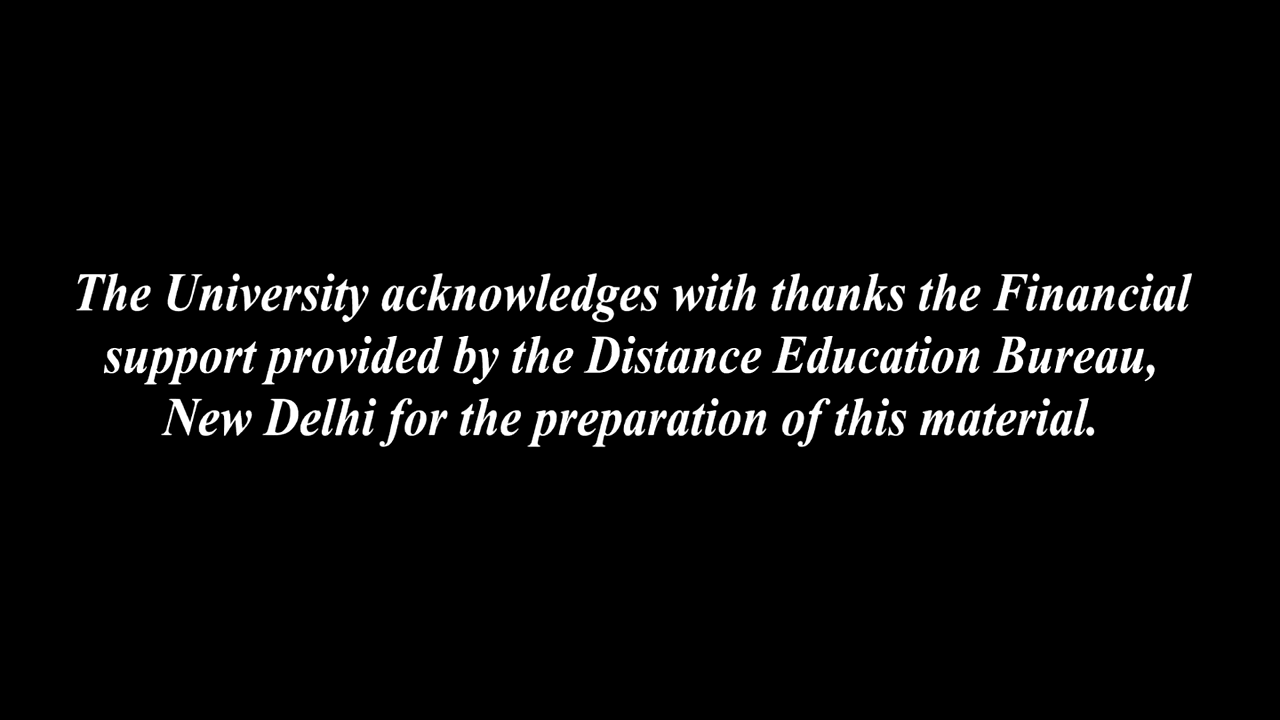 The University acknowledges with thanks the Financial
support provided by the Distance Education Bureau,
New Delhi for the preparation of this material.